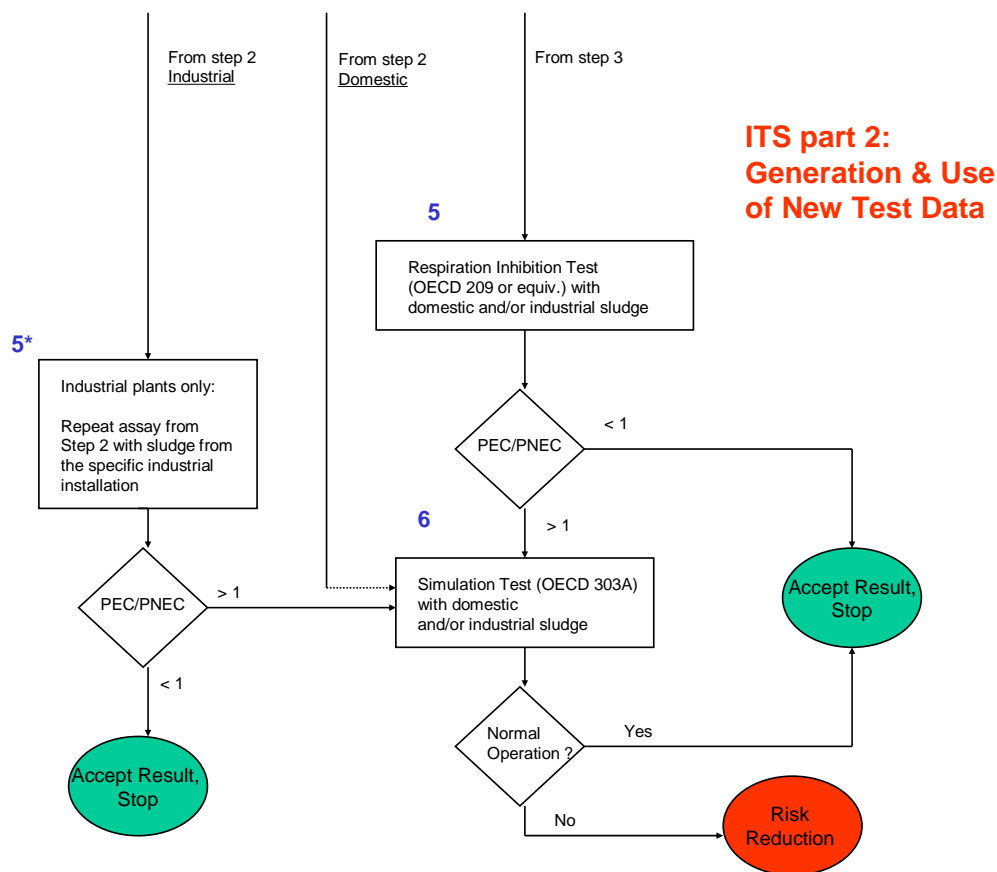 From step 2
Industrial
From step 2
Domestic
From step 3
ITS part 2:
Generation & Use
of New Test Data
5
Respiration Inhibition Test
(OECD 209 or equiv.) with
domestic and/or industrial sludge
5*
Industrial plants only:
Repeat assay from
Step 2 with sludge from
the specific industrial
installation
PEC/PNEC
< 1
> 1
6
Simulation Test (OECD 303A)
with domestic
and/or industrial sludge
Accept Result,
Stop
PEC/PNEC
> 1
< 1
Accept Result,
Stop
Normal
Operation ?
Yes
No
Risk
Reduction